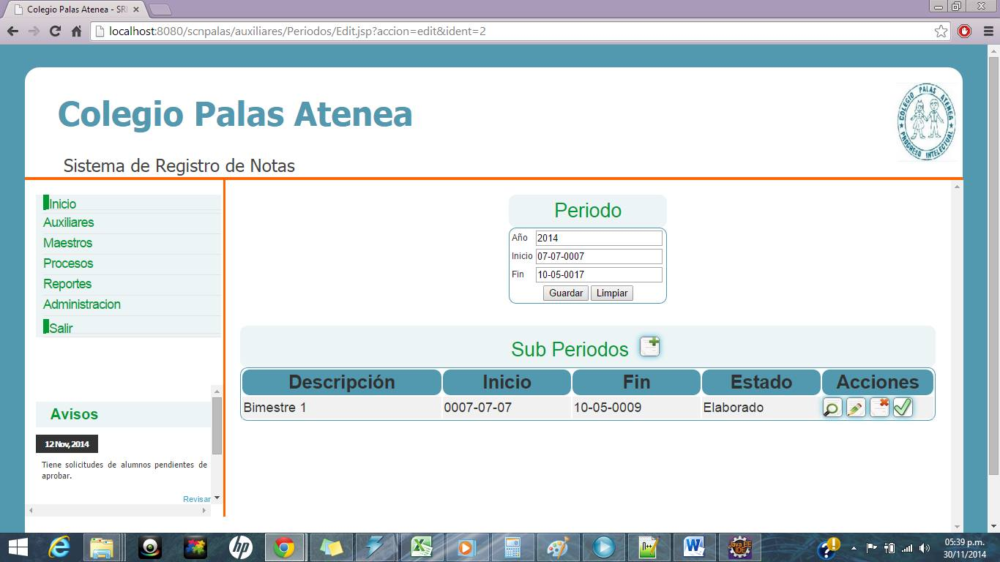 Colegio Palas Atenea - SRI
localhost:8080/scnpalas/auxiliares/Periodos/Edit.jsp?accion=edit&ident=2
Colegio Palas Atenea
COLEGIO PALAS ATENEA
PROGRESO INTELECTUAL
Sistema de Registro de Notas
Inicio
Auxiliares
Maestros
Procesos
Reportes
Administracion
Salir
Avisos
12 Nov, 2014
Tiene solicitudes de alumnos pendientes de
aprobar.
Revisar
Periodo
Año 2014
Inicio 07-07-0007
Fin 10-05-0017
Guardar Limpiar
Sub Periodos
Descripción Inicio Fin Estado Acciones
Bimestre 1 0007-07-07 10-05-0009 Elaborado
hp
n++
Java EE
IDE
05:39 p.m.
30/11/2014